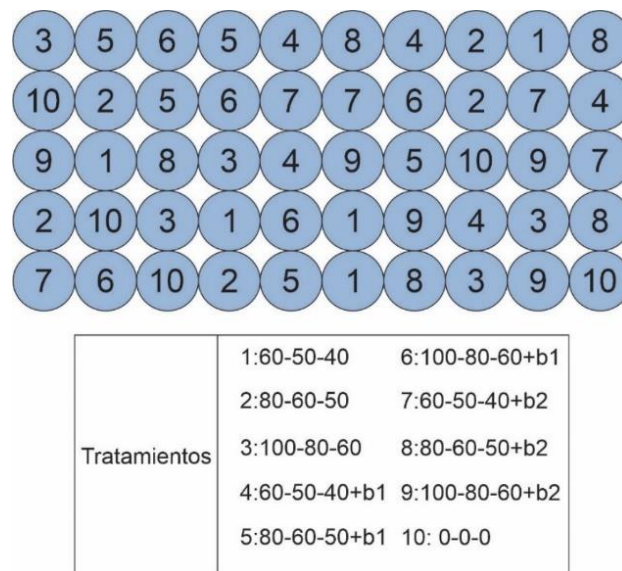 3 5 6 5 4 8 4 2 1 8
10 2 5 6 7 7 6 2 7 4
9 1 8 3 4 9 5 10 9 7
2 10 3 1 6 1 9 4 3 8
7 6 10 2 5 1 8 3 9 10
Tratamientos
1:60-50-40 6:100-80-60+b1
2:80-60-50 7:60-50-40+b2
3:100-80-60 8:80-60-50+b2
4:60-50-40+b1 9:100-80-60+b2
5:80-60-50+b1 10: 0-0-0